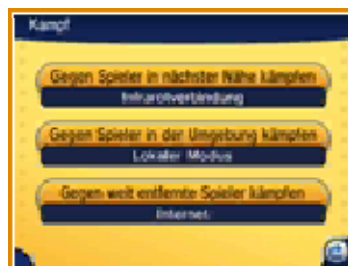 Kampf
Gegen Spieler in nächster Nähe kämpfen
Infrarotverbindung
Gegen Spieler in der Umgebung kämpfen
Lokaler Modus
Gegen weit entfernte Spieler kämpfen
Internet